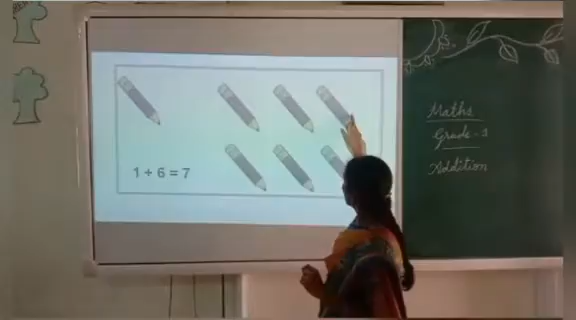 1 + 6 = 7
Maths
Grade - 1
Addition